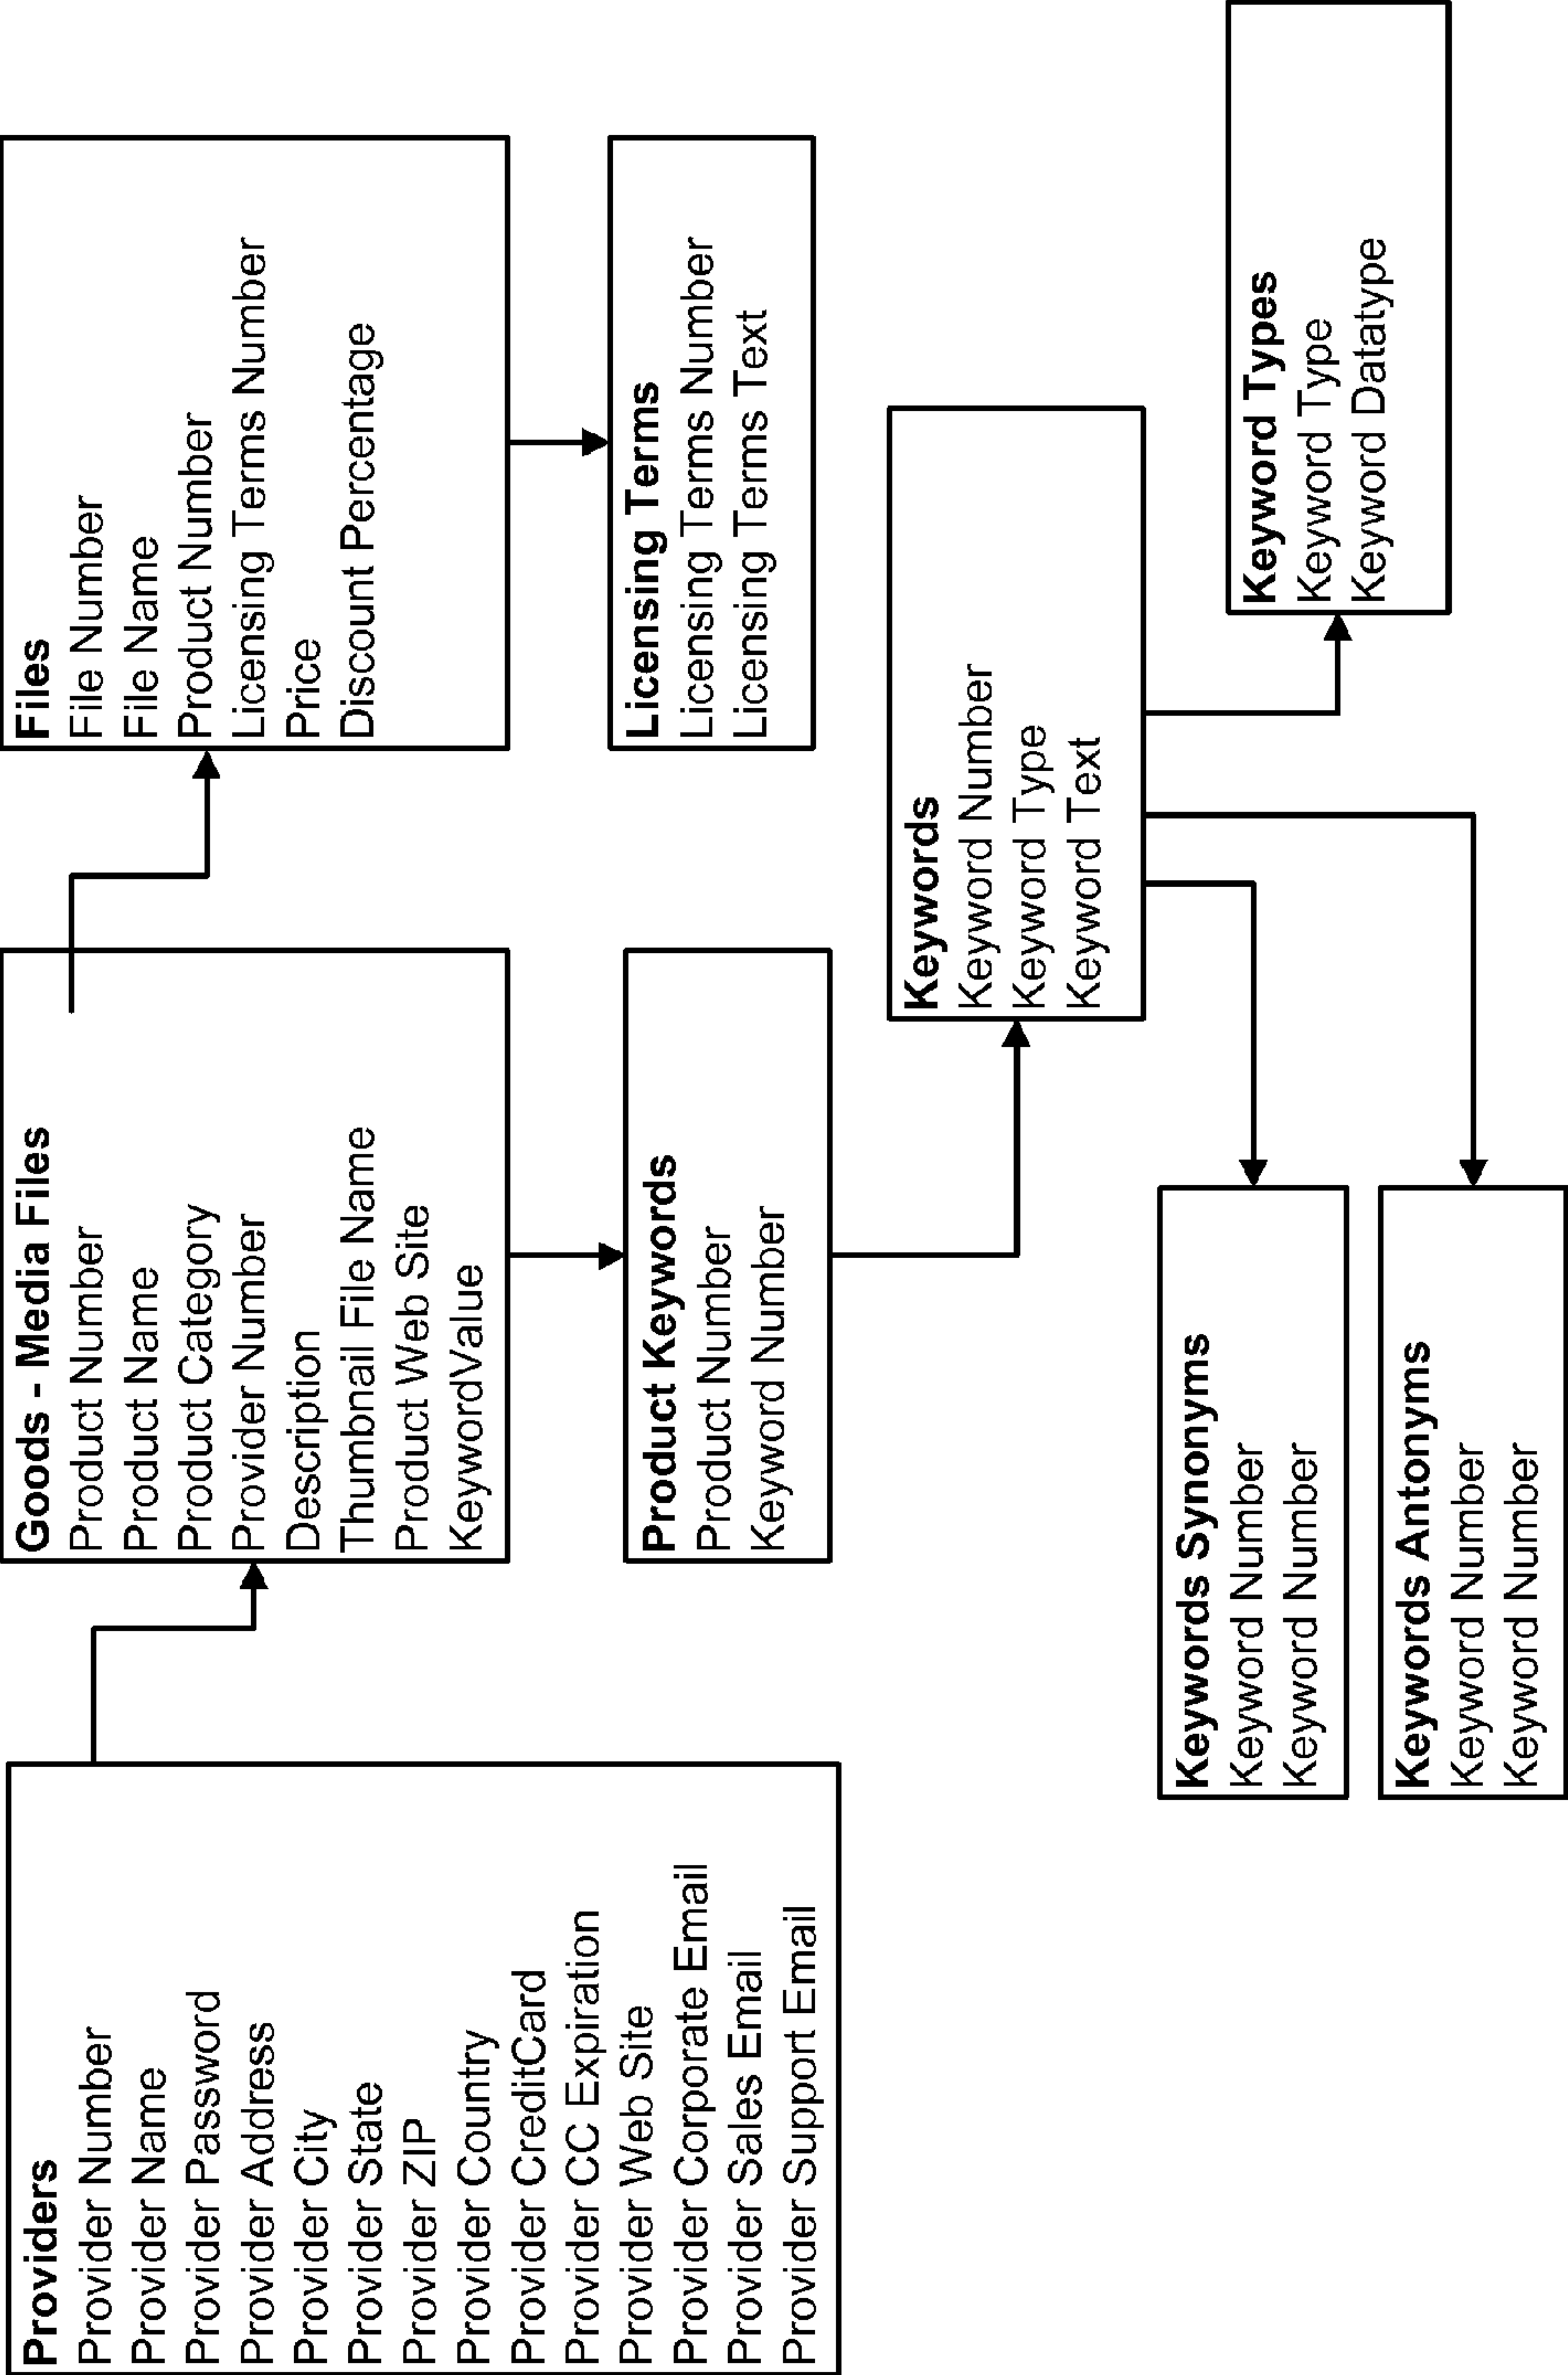 Providers
Provider Number
Provider Name
Provider Password
Provider Address
Provider City
Provider State
Provider ZIP
Provider Country
Provider CreditCard
Provider CC Expiration
Provider Web Site
Provider Corporate Email
Provider Sales Email
Provider Support Email
Goods - Media Files
Product Number
Product Name
Product Category
Provider Number
Description
Thumbnail File Name
Product Web Site
KeywordValue
Files
File Number
File Name
Product Number
Licensing Terms Number
Price
Discount Percentage
Product Keywords
Product Number
Keyword Number
Licensing Terms
Licensing Terms Number
Licensing Terms Text
Keywords
Keyword Number
Keyword Type
Keyword Text
Keywords Synonyms
Keyword Number
Keyword Number
Keyword Types
Keyword Type
Keyword Datatype
Keywords Antonyms
Keyword Number
Keyword Number